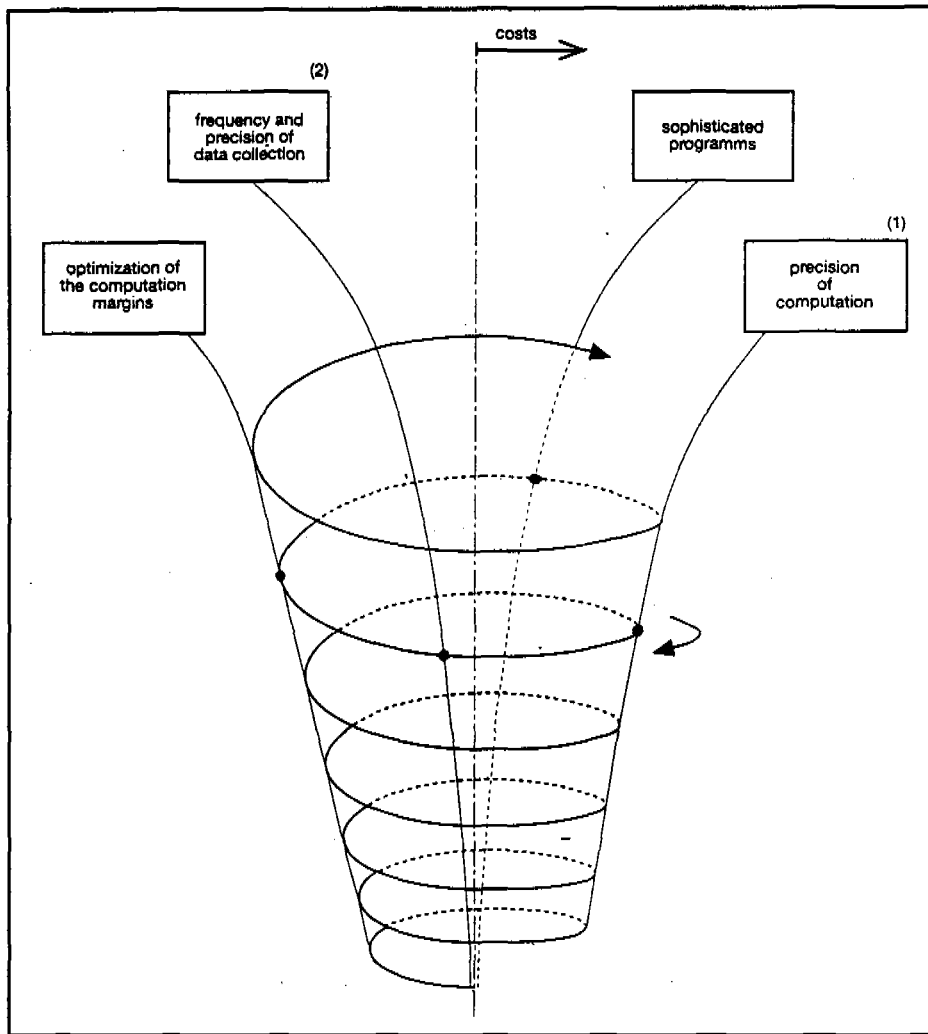 costs
(2)
frequency and
precision of
data collection
sophisticated
programms
(1)
optimization of
the computation
margins
precision
of
computation